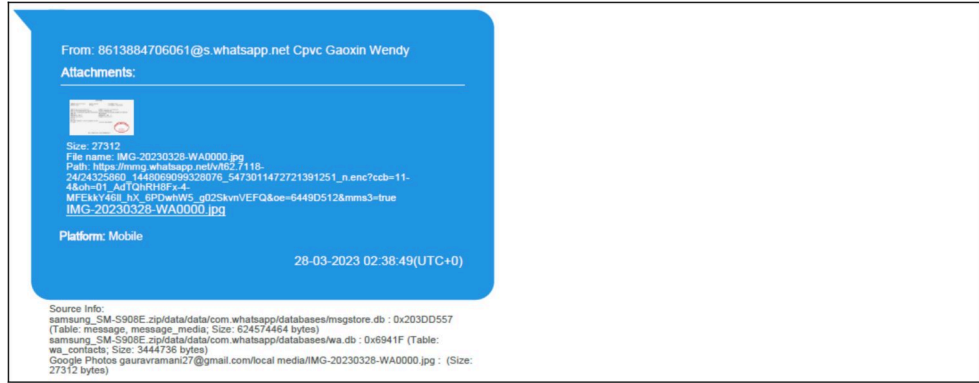 From: 8613884706061@s.whatsapp.net Cpvc Gaoxin Wendy
Attachments:
Size: 27312
File name: IMG-20230328-WA0000.jpg
Path: https://mmg.whatsapp.net/v/t62.7118-
24/24325860_1448069099328076_5473011472721391251_n.enc?ccb=11-
4&oh=01_AdTQhRH8Fx-4-
MFEkkY46ll_hX_6PDwhW5_g02SkvnVEFQ&oe=6449D512&mms3=true
IMG-20230328-WA0000.jpg
Platform: Mobile
28-03-2023 02:38:49(UTC+0)
Source Info:
samsung_SM-S908E.zip/data/data/com.whatsapp/databases/msgstore.db : 0x203DD557
(Table: message, message_media; Size: 624574464 bytes)
samsung_SM-S908E.zip/data/data/com.whatsapp/databases/wa.db : 0x6941F (Table:
wa_contacts; Size: 3444736 bytes)
Google Photos gauravramani27@gmail.com/local media/IMG-20230328-WA0000.jpg : (Size:
27312 bytes)